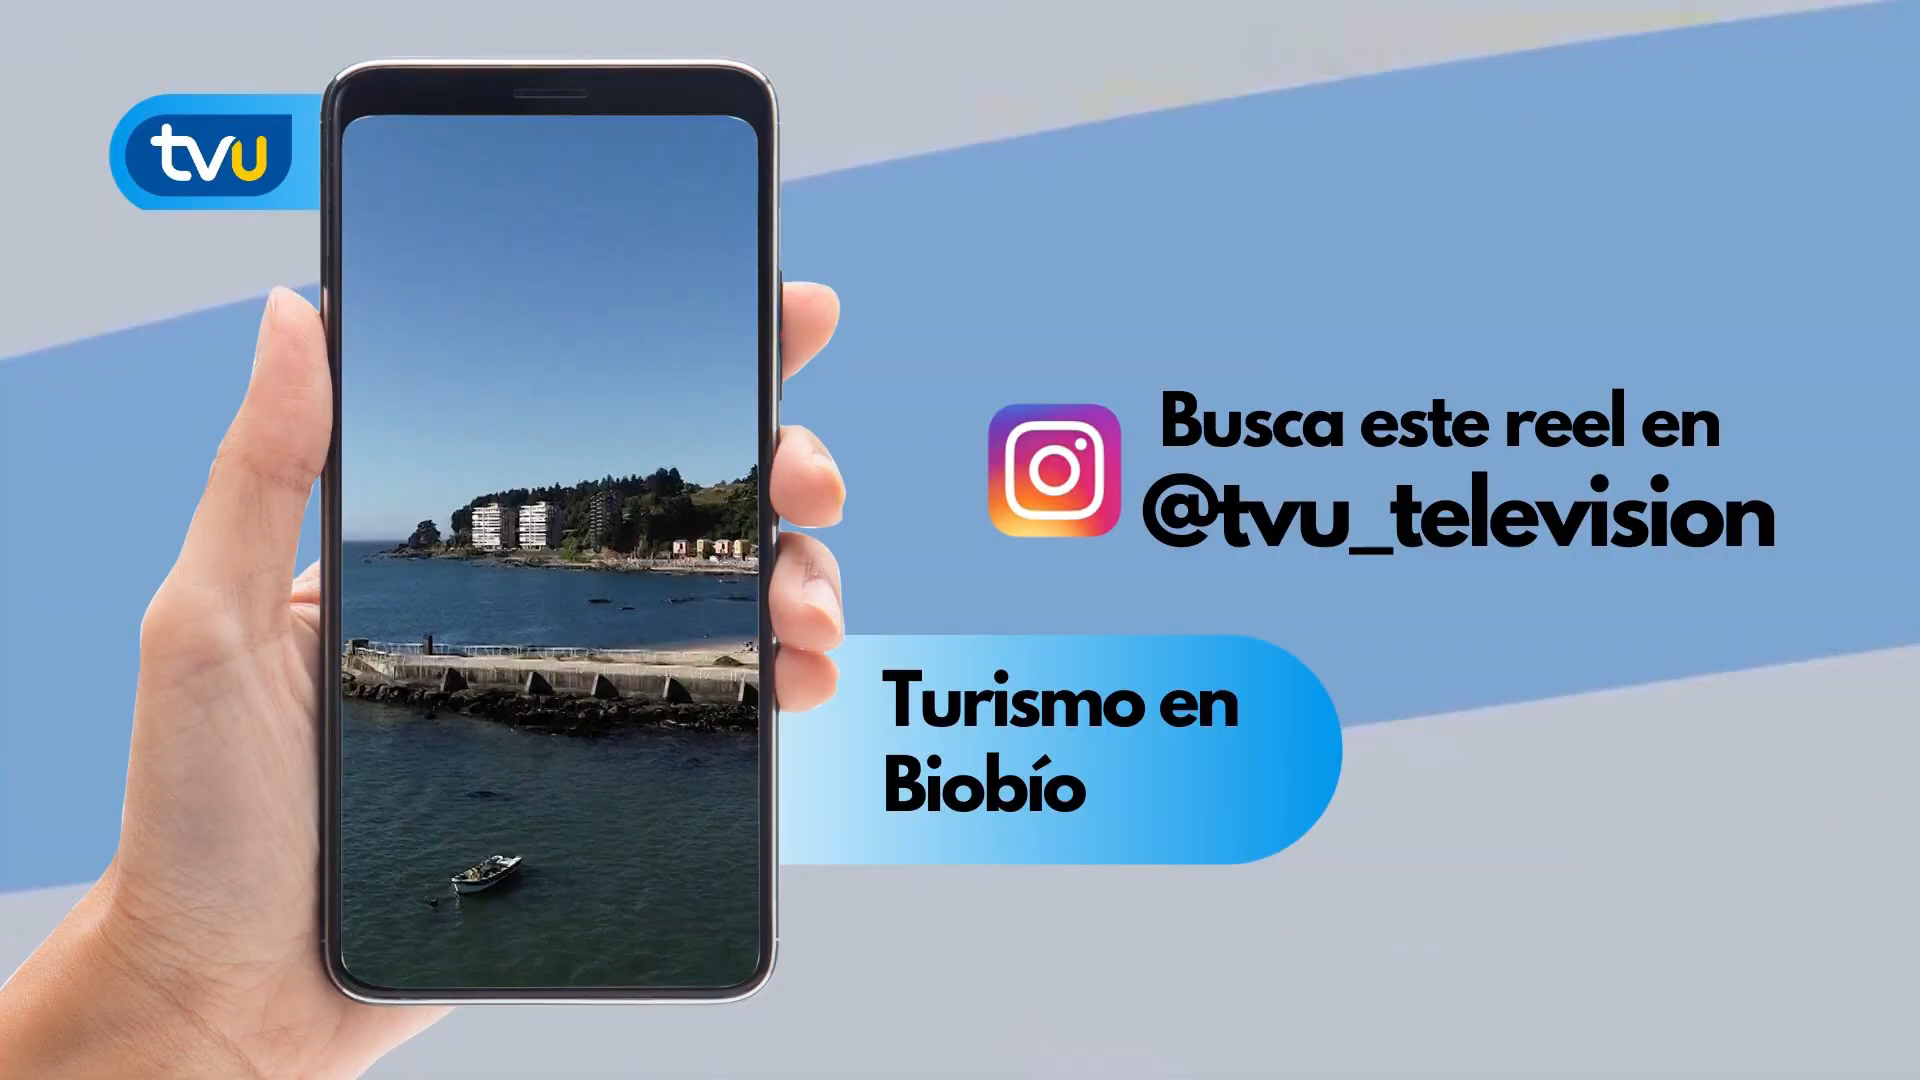 tvu
Busca este reel en
@tvu_television
Turismo en
Biobío